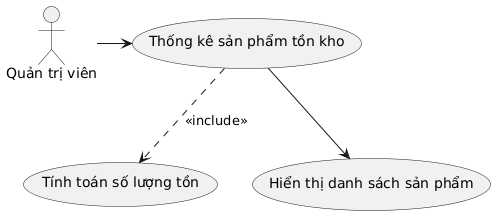 Thống kê sản phẩm tồn kho
Quản trị viên
«include»
Tính toán số lượng tồn
Hiển thị danh sách sản phẩm